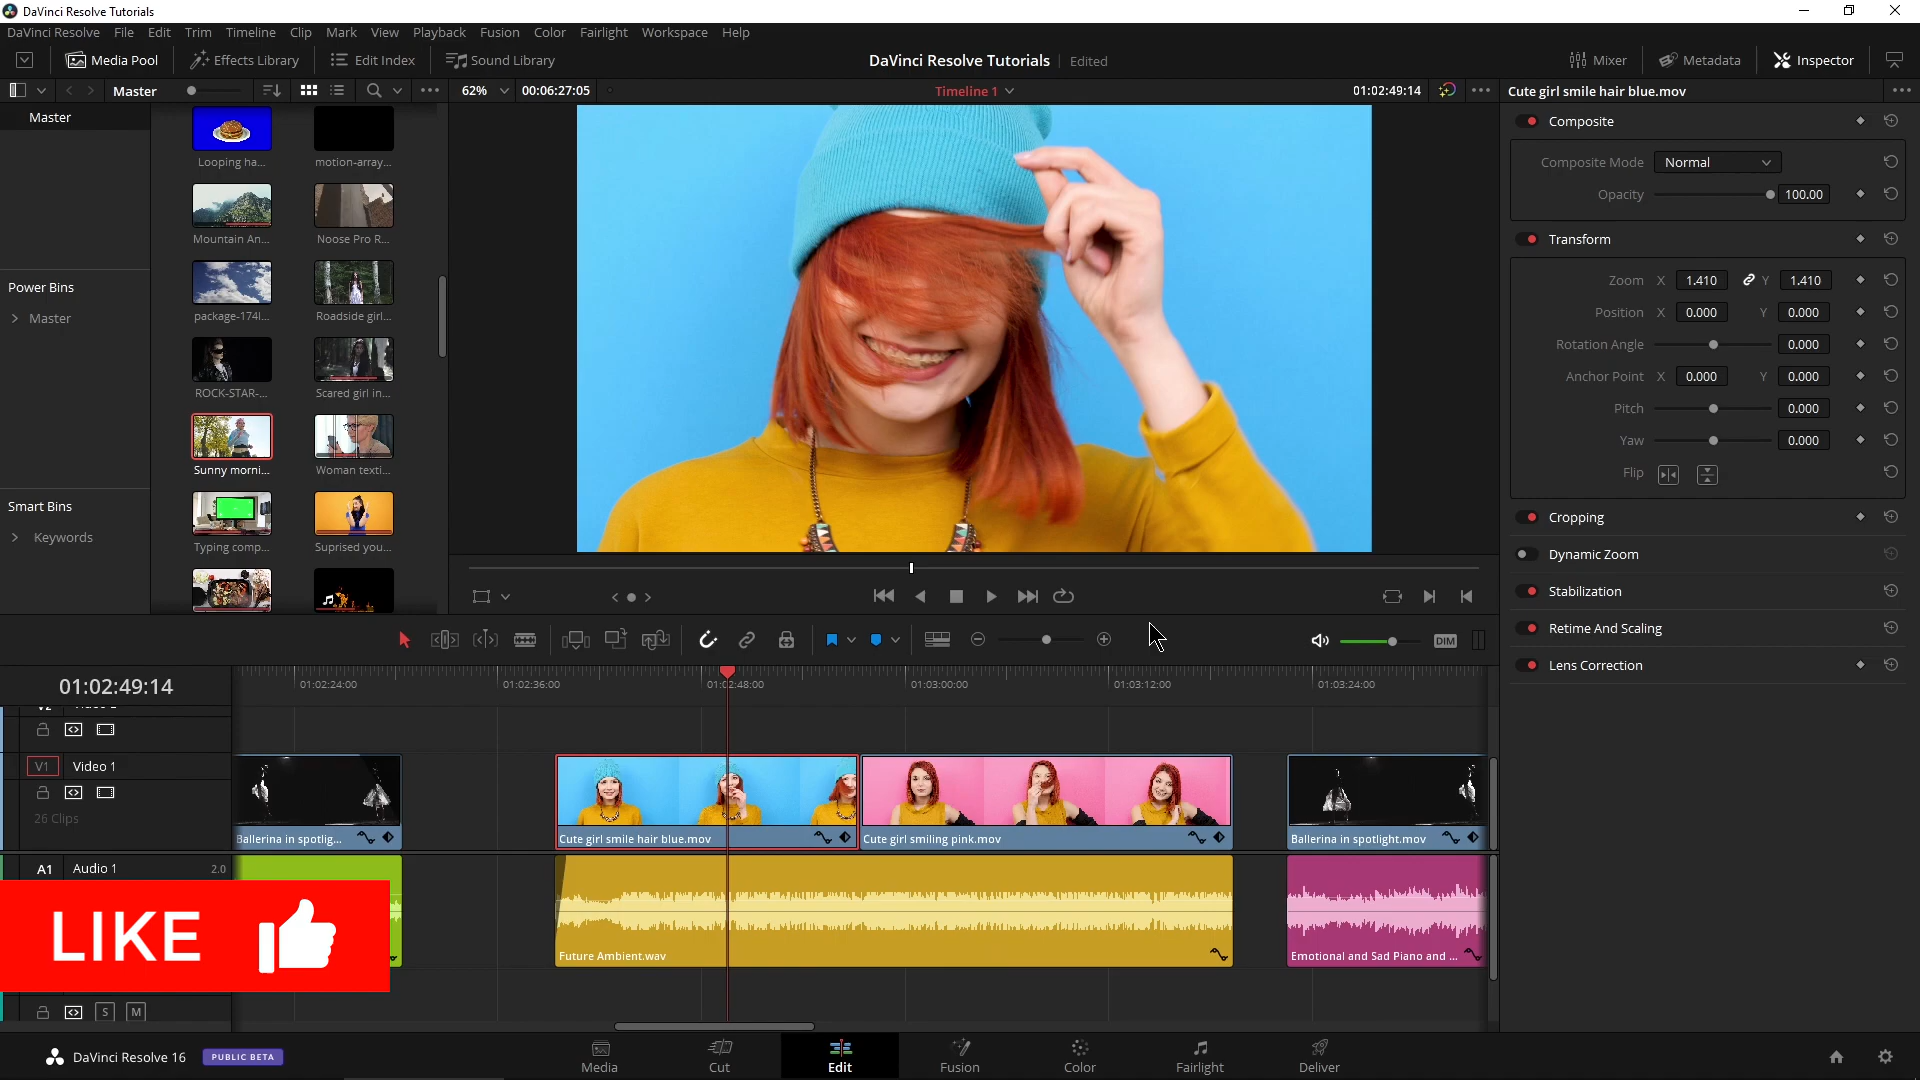 DaVinci Resolve Tutorials
DaVinci Resolve File Edit Trim Timeline Clip Mark View Playback Fusion Color Fairlight Workspace Help
Media Pool Effects Library Edit Index Sound Library DaVinci Resolve Tutorials Edited Mixer Metadata Inspector
Master 62% 00:06:27:05 Timeline 1 01:02:49:14 Cute girl smile hair blue.mov
Master
Power Bins
Master
Smart Bins
Keywords
Looping ha... motion-array...
Mountain An... Noose Pro R...
package-174l... Roadside girl...
ROCK-STAR-... Scared girl in...
Sunny morni... Woman texti...
Typing comp... Suprised you...
Composite
Composite Mode Normal
Opacity 100.00
Transform
Zoom X 1.410 Y 1.410
Position X 0.000 Y 0.000
Rotation Angle 0.000
Anchor Point X 0.000 Y 0.000
Pitch 0.000
Yaw 0.000
Flip
Cropping
Dynamic Zoom
Stabilization
Retime And Scaling
Lens Correction
DIM
01:02:49:14 01:02:24:00 01:02:36:00 01:02:48:00 01:03:00:00 01:03:12:00 01:03:24:00
V1 Video 1
26 Clips
Ballerina in spotlig... Cute girl smile hair blue.mov Cute girl smiling pink.mov Ballerina in spotlight.mov
A1 Audio 1 2.0
LIKE
Future Ambient.wav Emotional and Sad Piano and ...
S M
DaVinci Resolve 16 PUBLIC BETA Media Cut Edit Fusion Color Fairlight Deliver